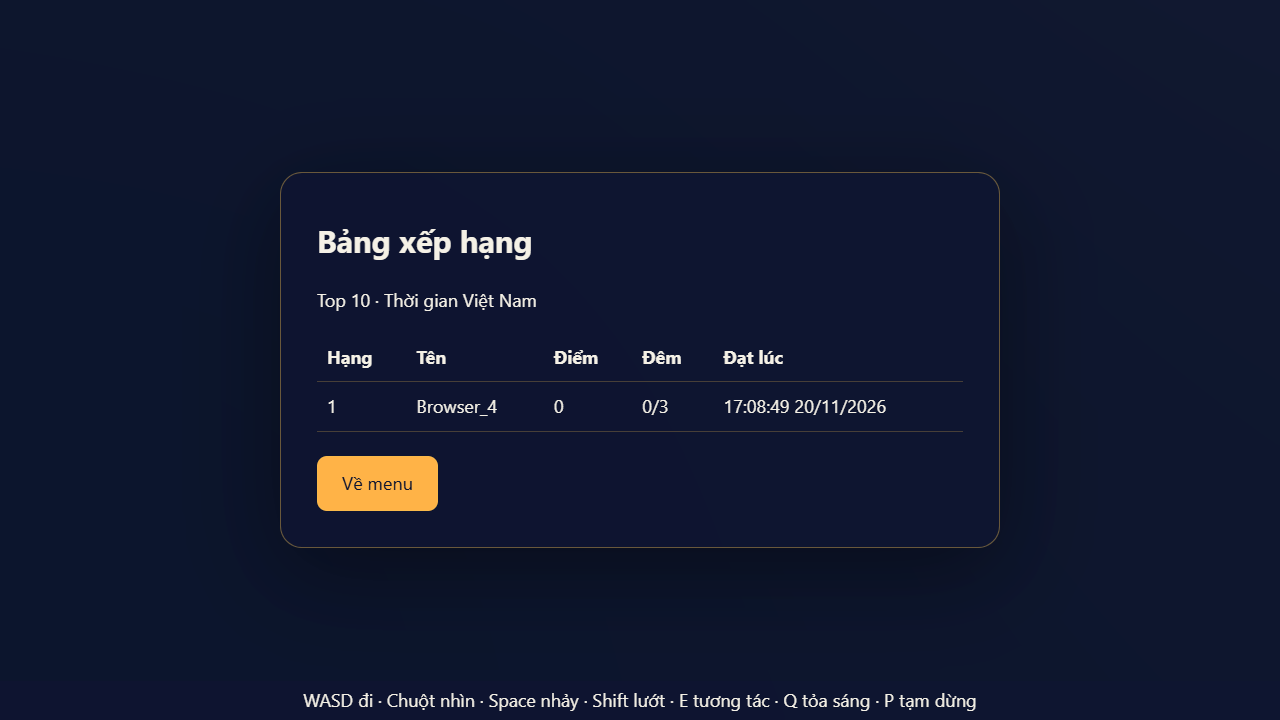 Bảng xếp hạng
Top 10 · Thời gian Việt Nam
Hạng Tên Điểm Đêm Đạt lúc
1 Browser_4 0 0/3 17:08:49 20/11/2026
Về menu
WASD đi · Chuột nhìn · Space nhảy · Shift lướt · E tương tác · Q tỏa sáng · P tạm dừng